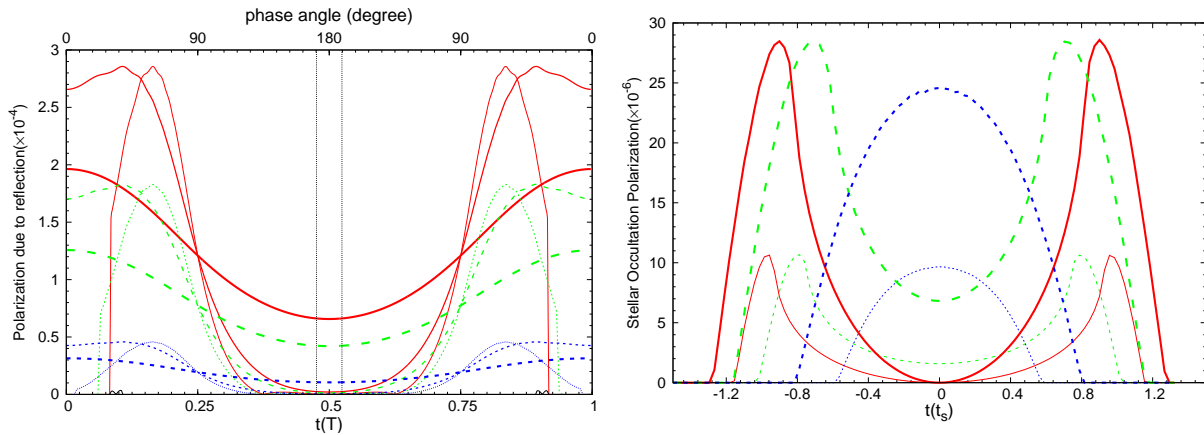 phase angle (degree)
0 90 180 90 0
Polarization due to reflection(×10⁻⁴)
3
2.5
2
1.5
1
0.5
0
0 0.25 0.5 0.75 1
t(T)
Stellar Occultation Polarization(×10⁻⁶)
30
25
20
15
10
5
0
-1.2 -0.8 -0.4 0 0.4 0.8 1.2
t(tₛ)